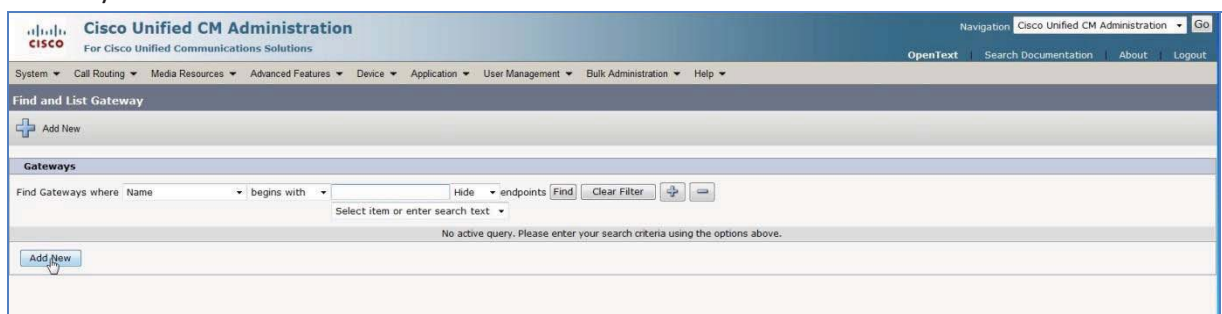 Cisco Unified CM Administration
CISCO For Cisco Unified Communications Solutions
Navigation Cisco Unified CM Administration Go
OpenText Search Documentation About Logout
System Call Routing Media Resources Advanced Features Device Application User Management Bulk Administration Help
Find and List Gateway
Add New
Gateways
Find Gateways where Name begins with Hide endpoints Find Clear Filter
Select item or enter search text
No active query. Please enter your search criteria using the options above.
Add New